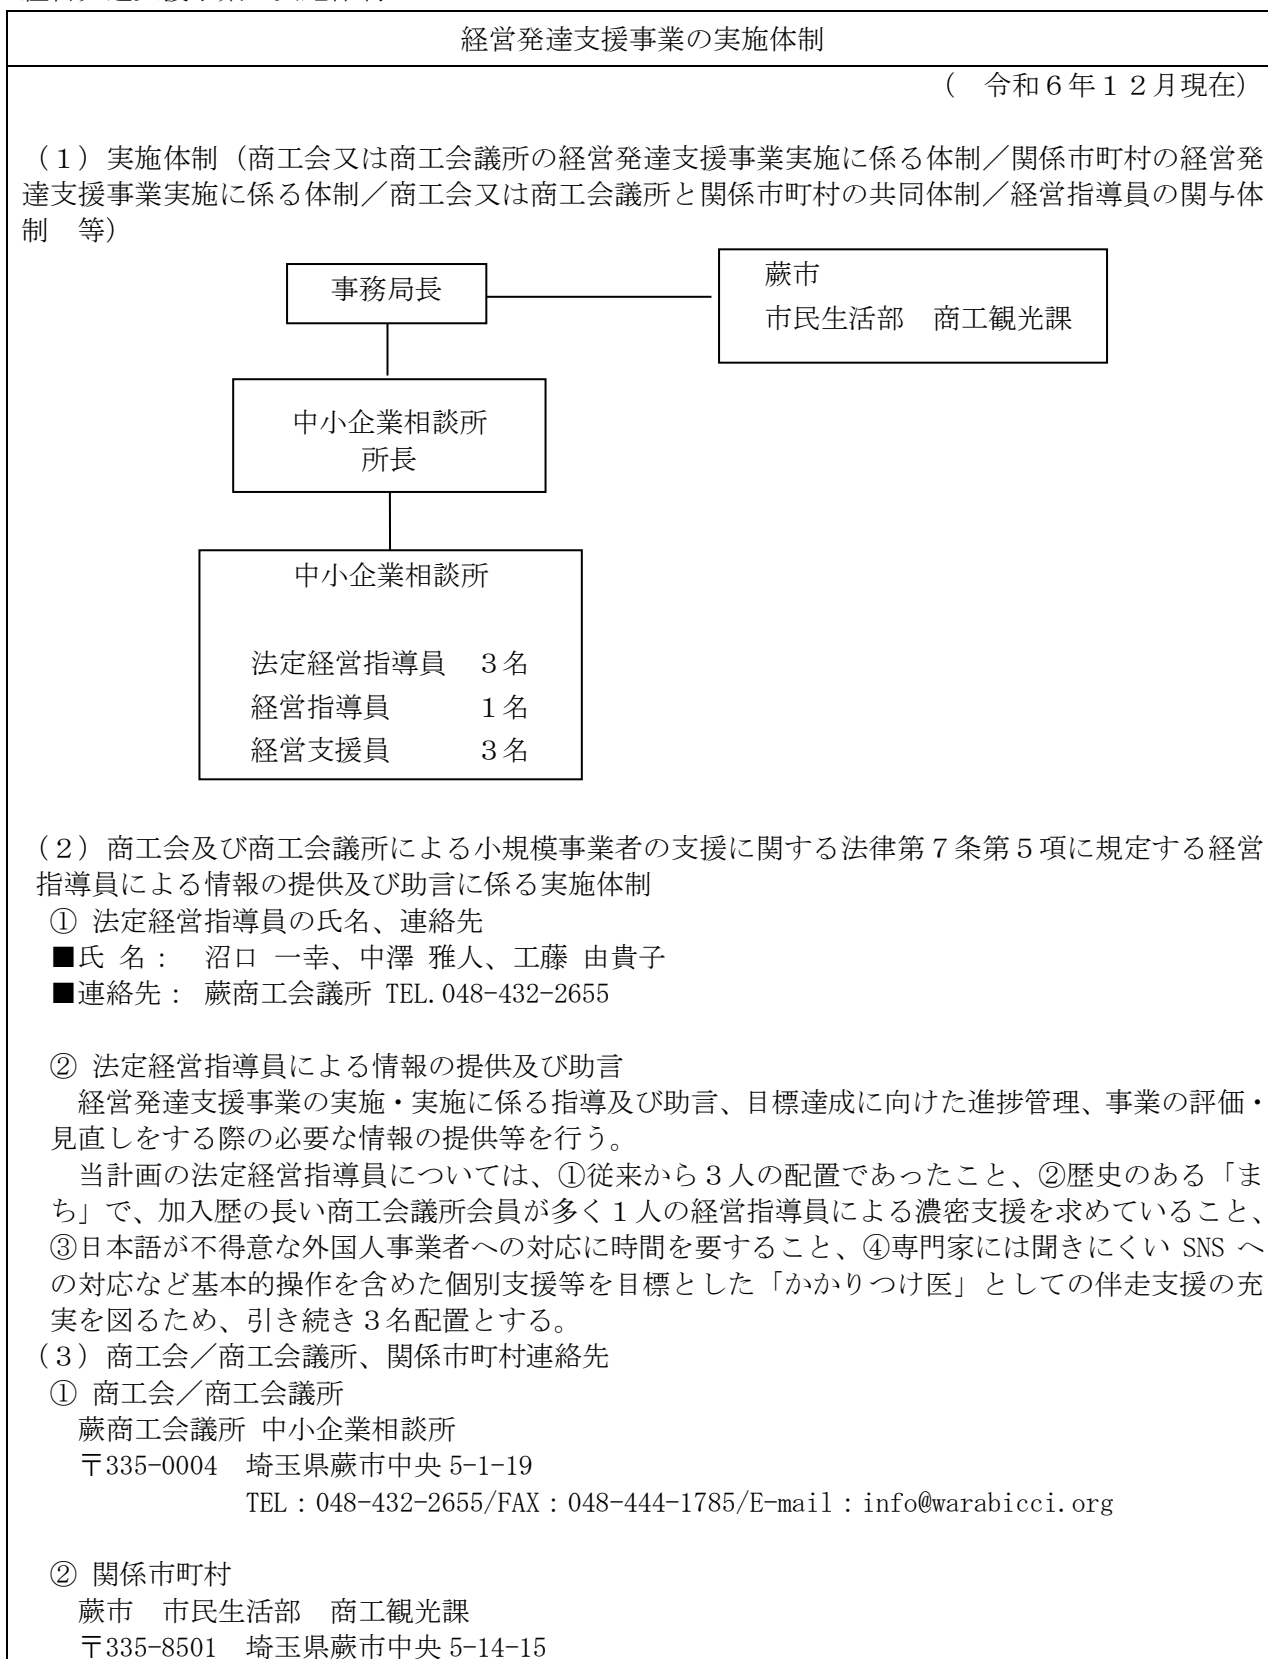 経営発達支援事業の実施体制
（　令和６年１２月現在）
（１）実施体制（商工会又は商工会議所の経営発達支援事業実施に係る体制／関係市町村の経営発
達支援事業実施に係る体制／商工会又は商工会議所と関係市町村の共同体制／経営指導員の関与体
制　等）
事務局長
蕨市
市民生活部　商工観光課
中小企業相談所
所長
中小企業相談所
法定経営指導員　３名
経営指導員　　　１名
経営支援員　　　３名
（２）商工会及び商工会議所による小規模事業者の支援に関する法律第７条第５項に規定する経営
指導員による情報の提供及び助言に係る実施体制
① 法定経営指導員の氏名、連絡先
■氏 名：　沼口 一幸、中澤 雅人、工藤 由貴子
■連絡先： 蕨商工会議所 TEL.048-432-2655
② 法定経営指導員による情報の提供及び助言
経営発達支援事業の実施・実施に係る指導及び助言、目標達成に向けた進捗管理、事業の評価・
見直しをする際の必要な情報の提供等を行う。
当計画の法定経営指導員については、①従来から３人の配置であったこと、②歴史のある「ま
ち」で、加入歴の長い商工会議所会員が多く１人の経営指導員による濃密支援を求めていること、
③日本語が不得意な外国人事業者への対応に時間を要すること、④専門家には聞きにくい SNS へ
の対応など基本的操作を含めた個別支援等を目標とした「かかりつけ医」としての伴走支援の充
実を図るため、引き続き３名配置とする。
（３）商工会／商工会議所、関係市町村連絡先
① 商工会／商工会議所
蕨商工会議所 中小企業相談所
〒335-0004　埼玉県蕨市中央 5-1-19
TEL：048-432-2655/FAX：048-444-1785/E-mail：info@warabicci.org
② 関係市町村
蕨市　市民生活部　商工観光課
〒335-8501　埼玉県蕨市中央 5-14-15